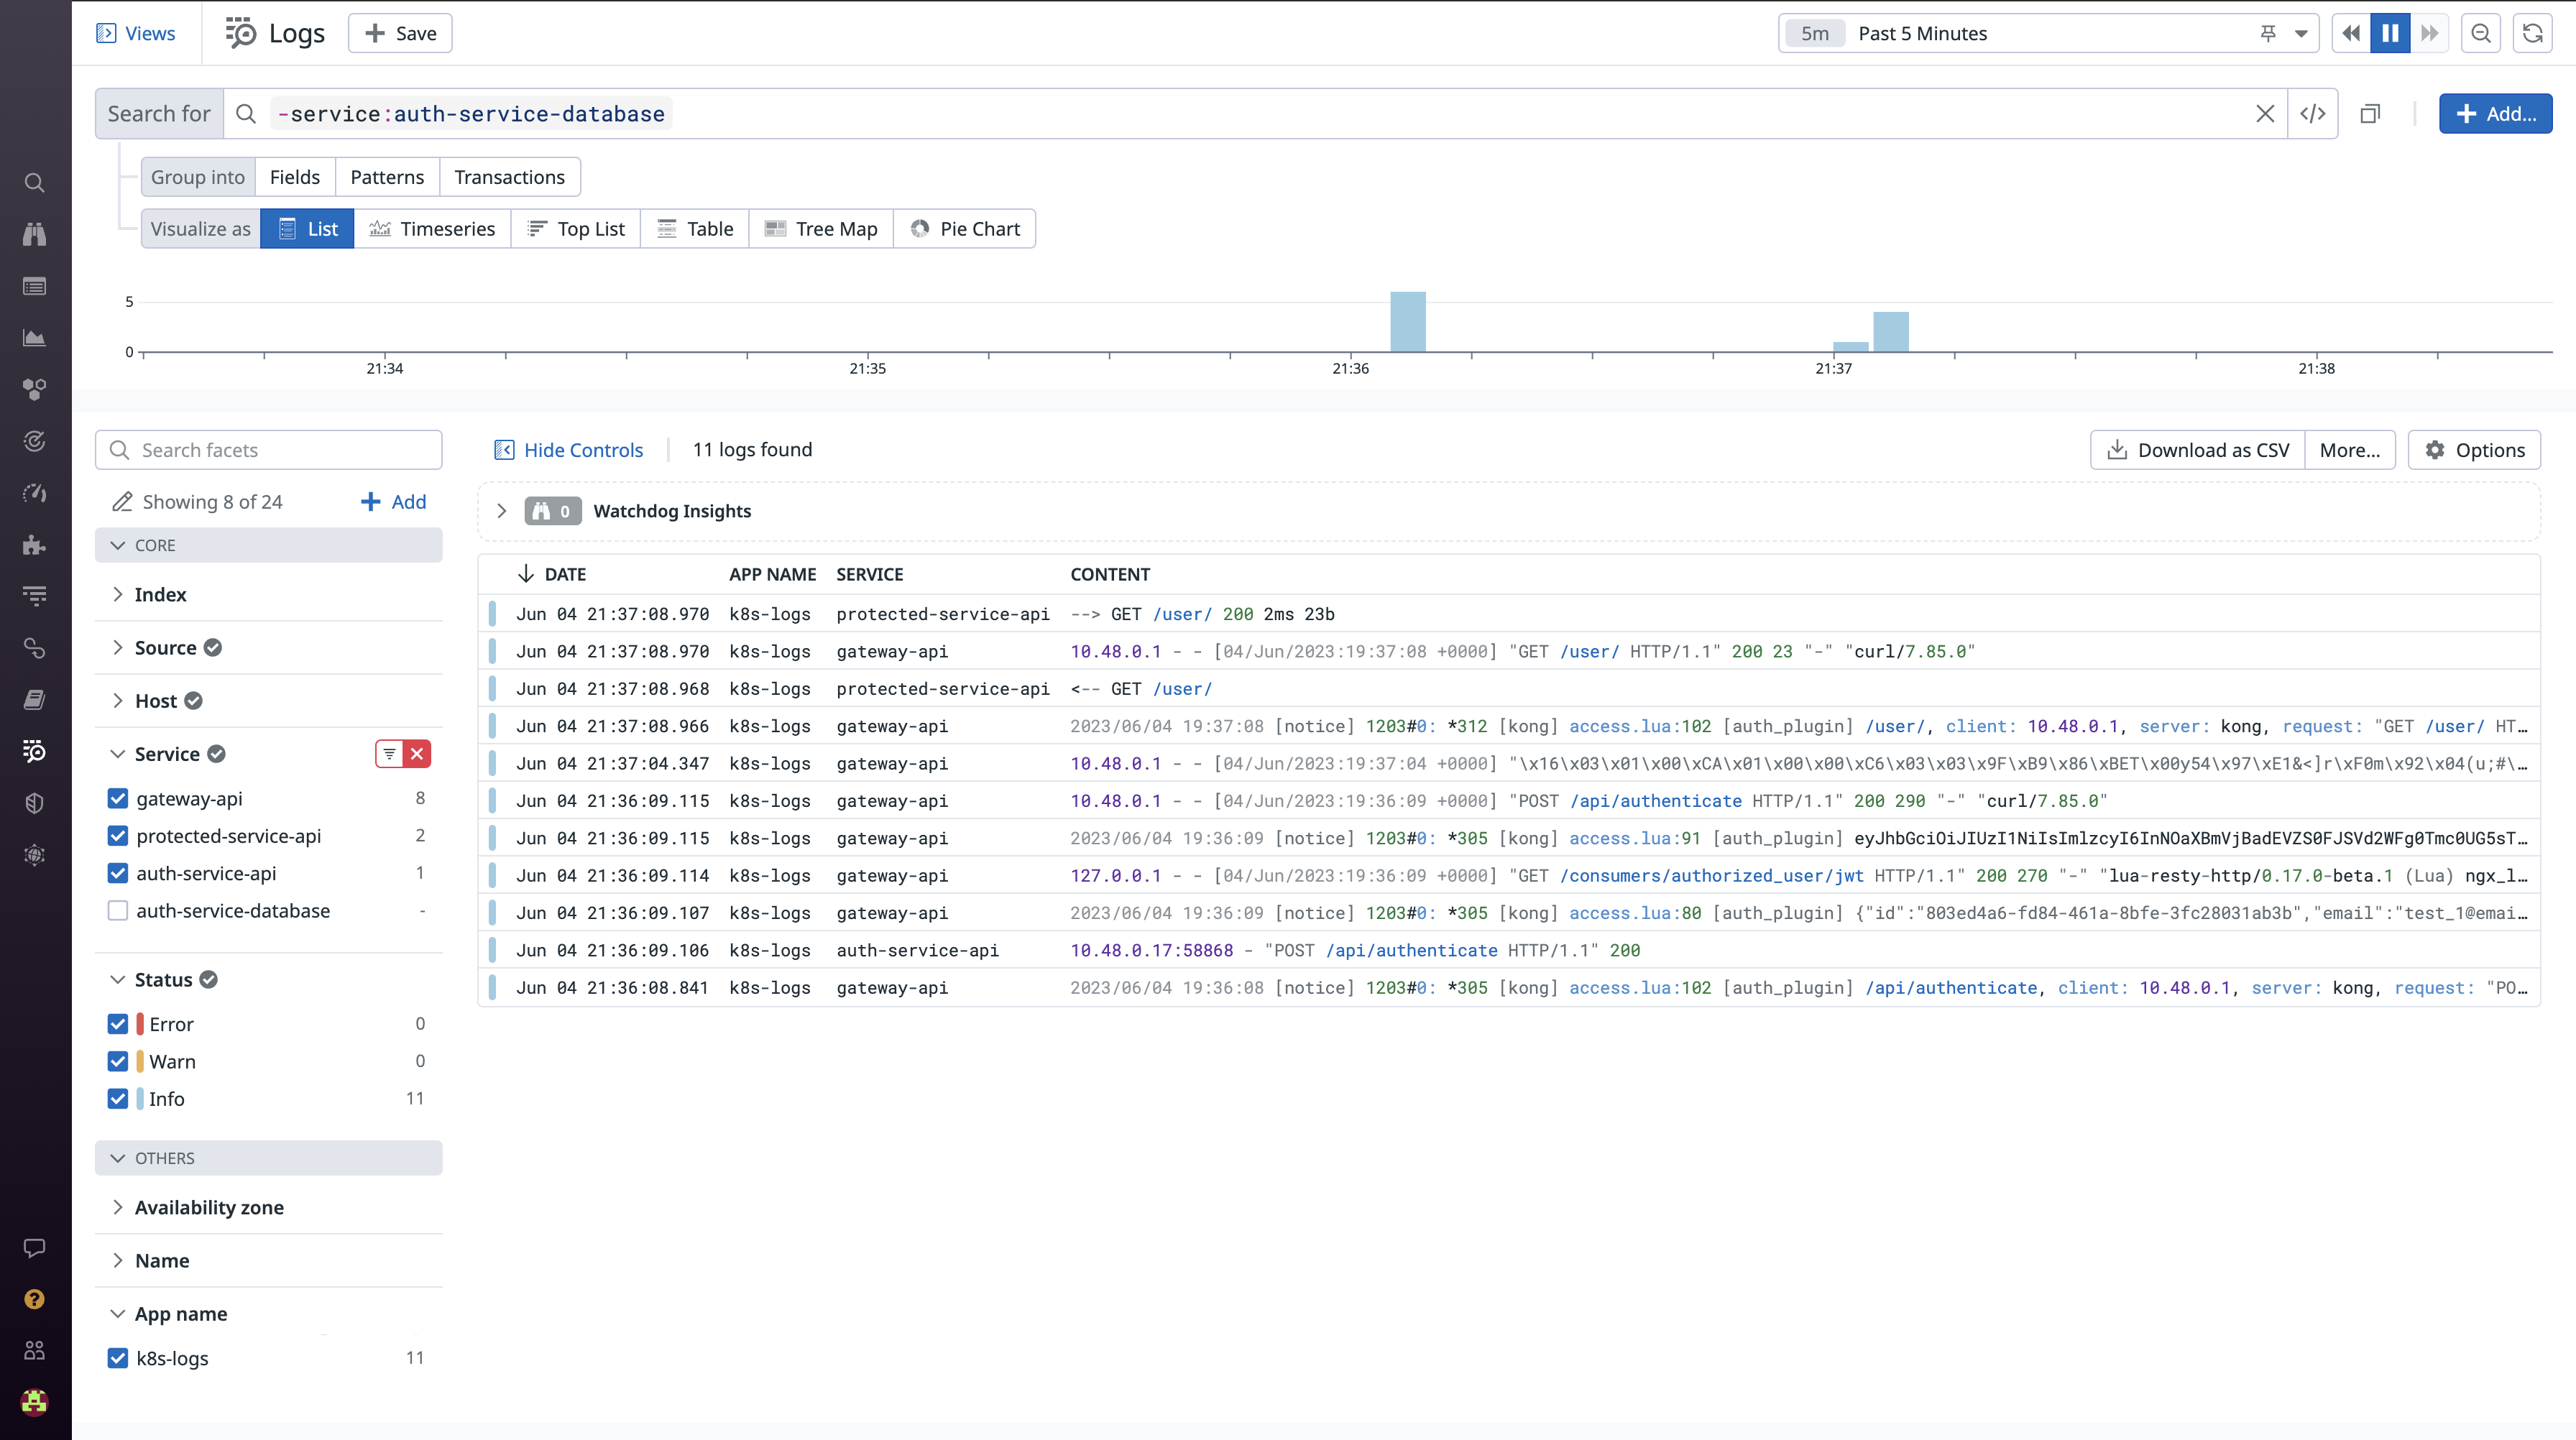 Views Logs + Save 5m Past 5 Minutes
Search for -service:auth-service-database </> + Add...
Group into Fields Patterns Transactions
Visualize as List Timeseries Top List Table Tree Map Pie Chart
5
0
21:34 21:35 21:36 21:37 21:38
Search facets
Hide Controls 11 logs found Download as CSV More... Options
Showing 8 of 24 + Add
0 Watchdog Insights
CORE
Index
Source
Host
Service
gateway-api 8
protected-service-api 2
auth-service-api 1
auth-service-database -
Status
Error 0
Warn 0
Info 11
OTHERS
Availability zone
Name
App name
k8s-logs 11
DATE APP NAME SERVICE CONTENT
Jun 04 21:37:08.970 k8s-logs protected-service-api --> GET /user/ 200 2ms 23b
Jun 04 21:37:08.970 k8s-logs gateway-api 10.48.0.1 - - [04/Jun/2023:19:37:08 +0000] "GET /user/ HTTP/1.1" 200 23 "-" "curl/7.85.0"
Jun 04 21:37:08.968 k8s-logs protected-service-api <-- GET /user/
Jun 04 21:37:08.966 k8s-logs gateway-api 2023/06/04 19:37:08 [notice] 1203#0: *312 [kong] access.lua:102 [auth_plugin] /user/, client: 10.48.0.1, server: kong, request: "GET /user/ HT…
Jun 04 21:37:04.347 k8s-logs gateway-api 10.48.0.1 - - [04/Jun/2023:19:37:04 +0000] "\x16\x03\x01\x00\xCA\x01\x00\x00\xC6\x03\x03\x9F\xB9\x86\xBET\x00y54\x97\xE1&<]r\xF0m\x92\x04(u;#\…
Jun 04 21:36:09.115 k8s-logs gateway-api 10.48.0.1 - - [04/Jun/2023:19:36:09 +0000] "POST /api/authenticate HTTP/1.1" 200 290 "-" "curl/7.85.0"
Jun 04 21:36:09.115 k8s-logs gateway-api 2023/06/04 19:36:09 [notice] 1203#0: *305 [kong] access.lua:91 [auth_plugin] eyJhbGciOiJIUzI1NiIsImlzcyI6InNOaXBmVjBadEVZS0FJSVd2WFg0Tmc0UG5sT…
Jun 04 21:36:09.114 k8s-logs gateway-api 127.0.0.1 - - [04/Jun/2023:19:36:09 +0000] "GET /consumers/authorized_user/jwt HTTP/1.1" 200 270 "-" "lua-resty-http/0.17.0-beta.1 (Lua) ngx_l…
Jun 04 21:36:09.107 k8s-logs gateway-api 2023/06/04 19:36:09 [notice] 1203#0: *305 [kong] access.lua:80 [auth_plugin] {"id":"803ed4a6-fd84-461a-8bfe-3fc28031ab3b","email":"test_1@emai…
Jun 04 21:36:09.106 k8s-logs auth-service-api 10.48.0.17:58868 - "POST /api/authenticate HTTP/1.1" 200
Jun 04 21:36:08.841 k8s-logs gateway-api 2023/06/04 19:36:08 [notice] 1203#0: *305 [kong] access.lua:102 [auth_plugin] /api/authenticate, client: 10.48.0.1, server: kong, request: "PO…